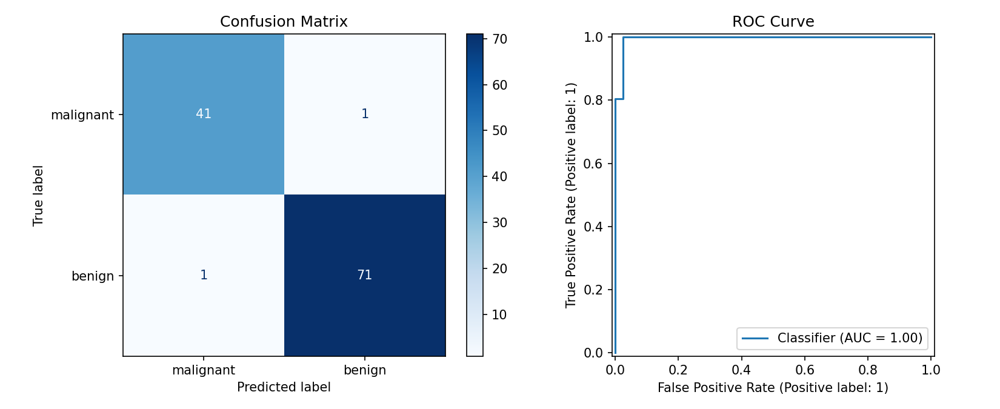 Confusion Matrix
malignant
benign
True label
41
1
1
71
malignant
benign
Predicted label
70
60
50
40
30
20
10
ROC Curve
1.0
0.8
0.6
0.4
0.2
0.0
True Positive Rate (Positive label: 1)
Classifier (AUC = 1.00)
0.0
0.2
0.4
0.6
0.8
1.0
False Positive Rate (Positive label: 1)